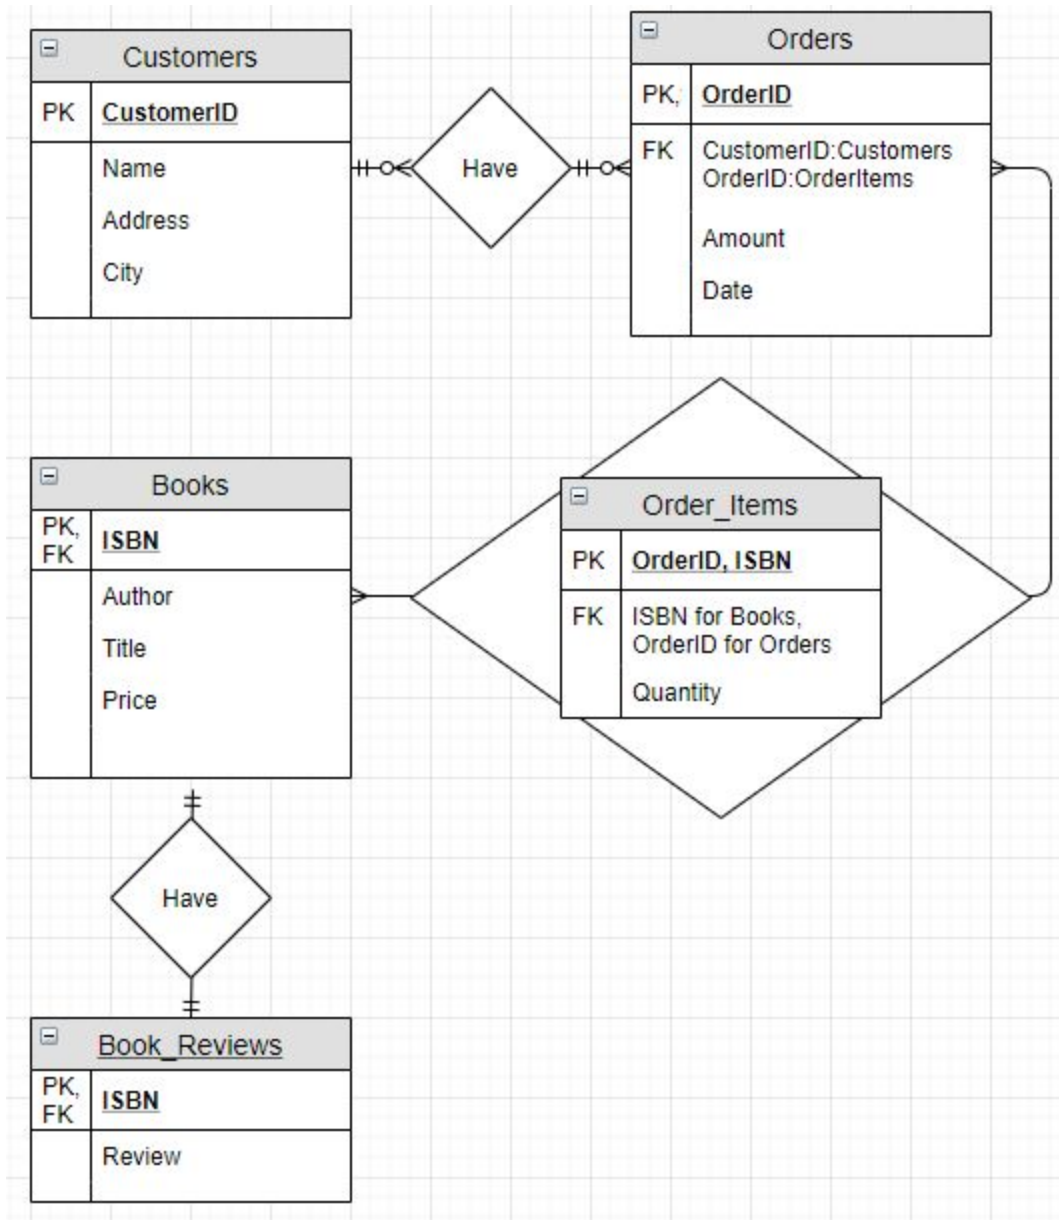 Customers
PK
CustomerID
Name
Address
City
Have
Orders
PK,
OrderID
FK
CustomerID:Customers
OrderID:OrderItems
Amount
Date
Books
PK,
FK
ISBN
Author
Title
Price
Order_Items
PK
OrderID, ISBN
FK
ISBN for Books,
OrderID for Orders
Quantity
Have
Book_Reviews
PK,
FK
ISBN
Review